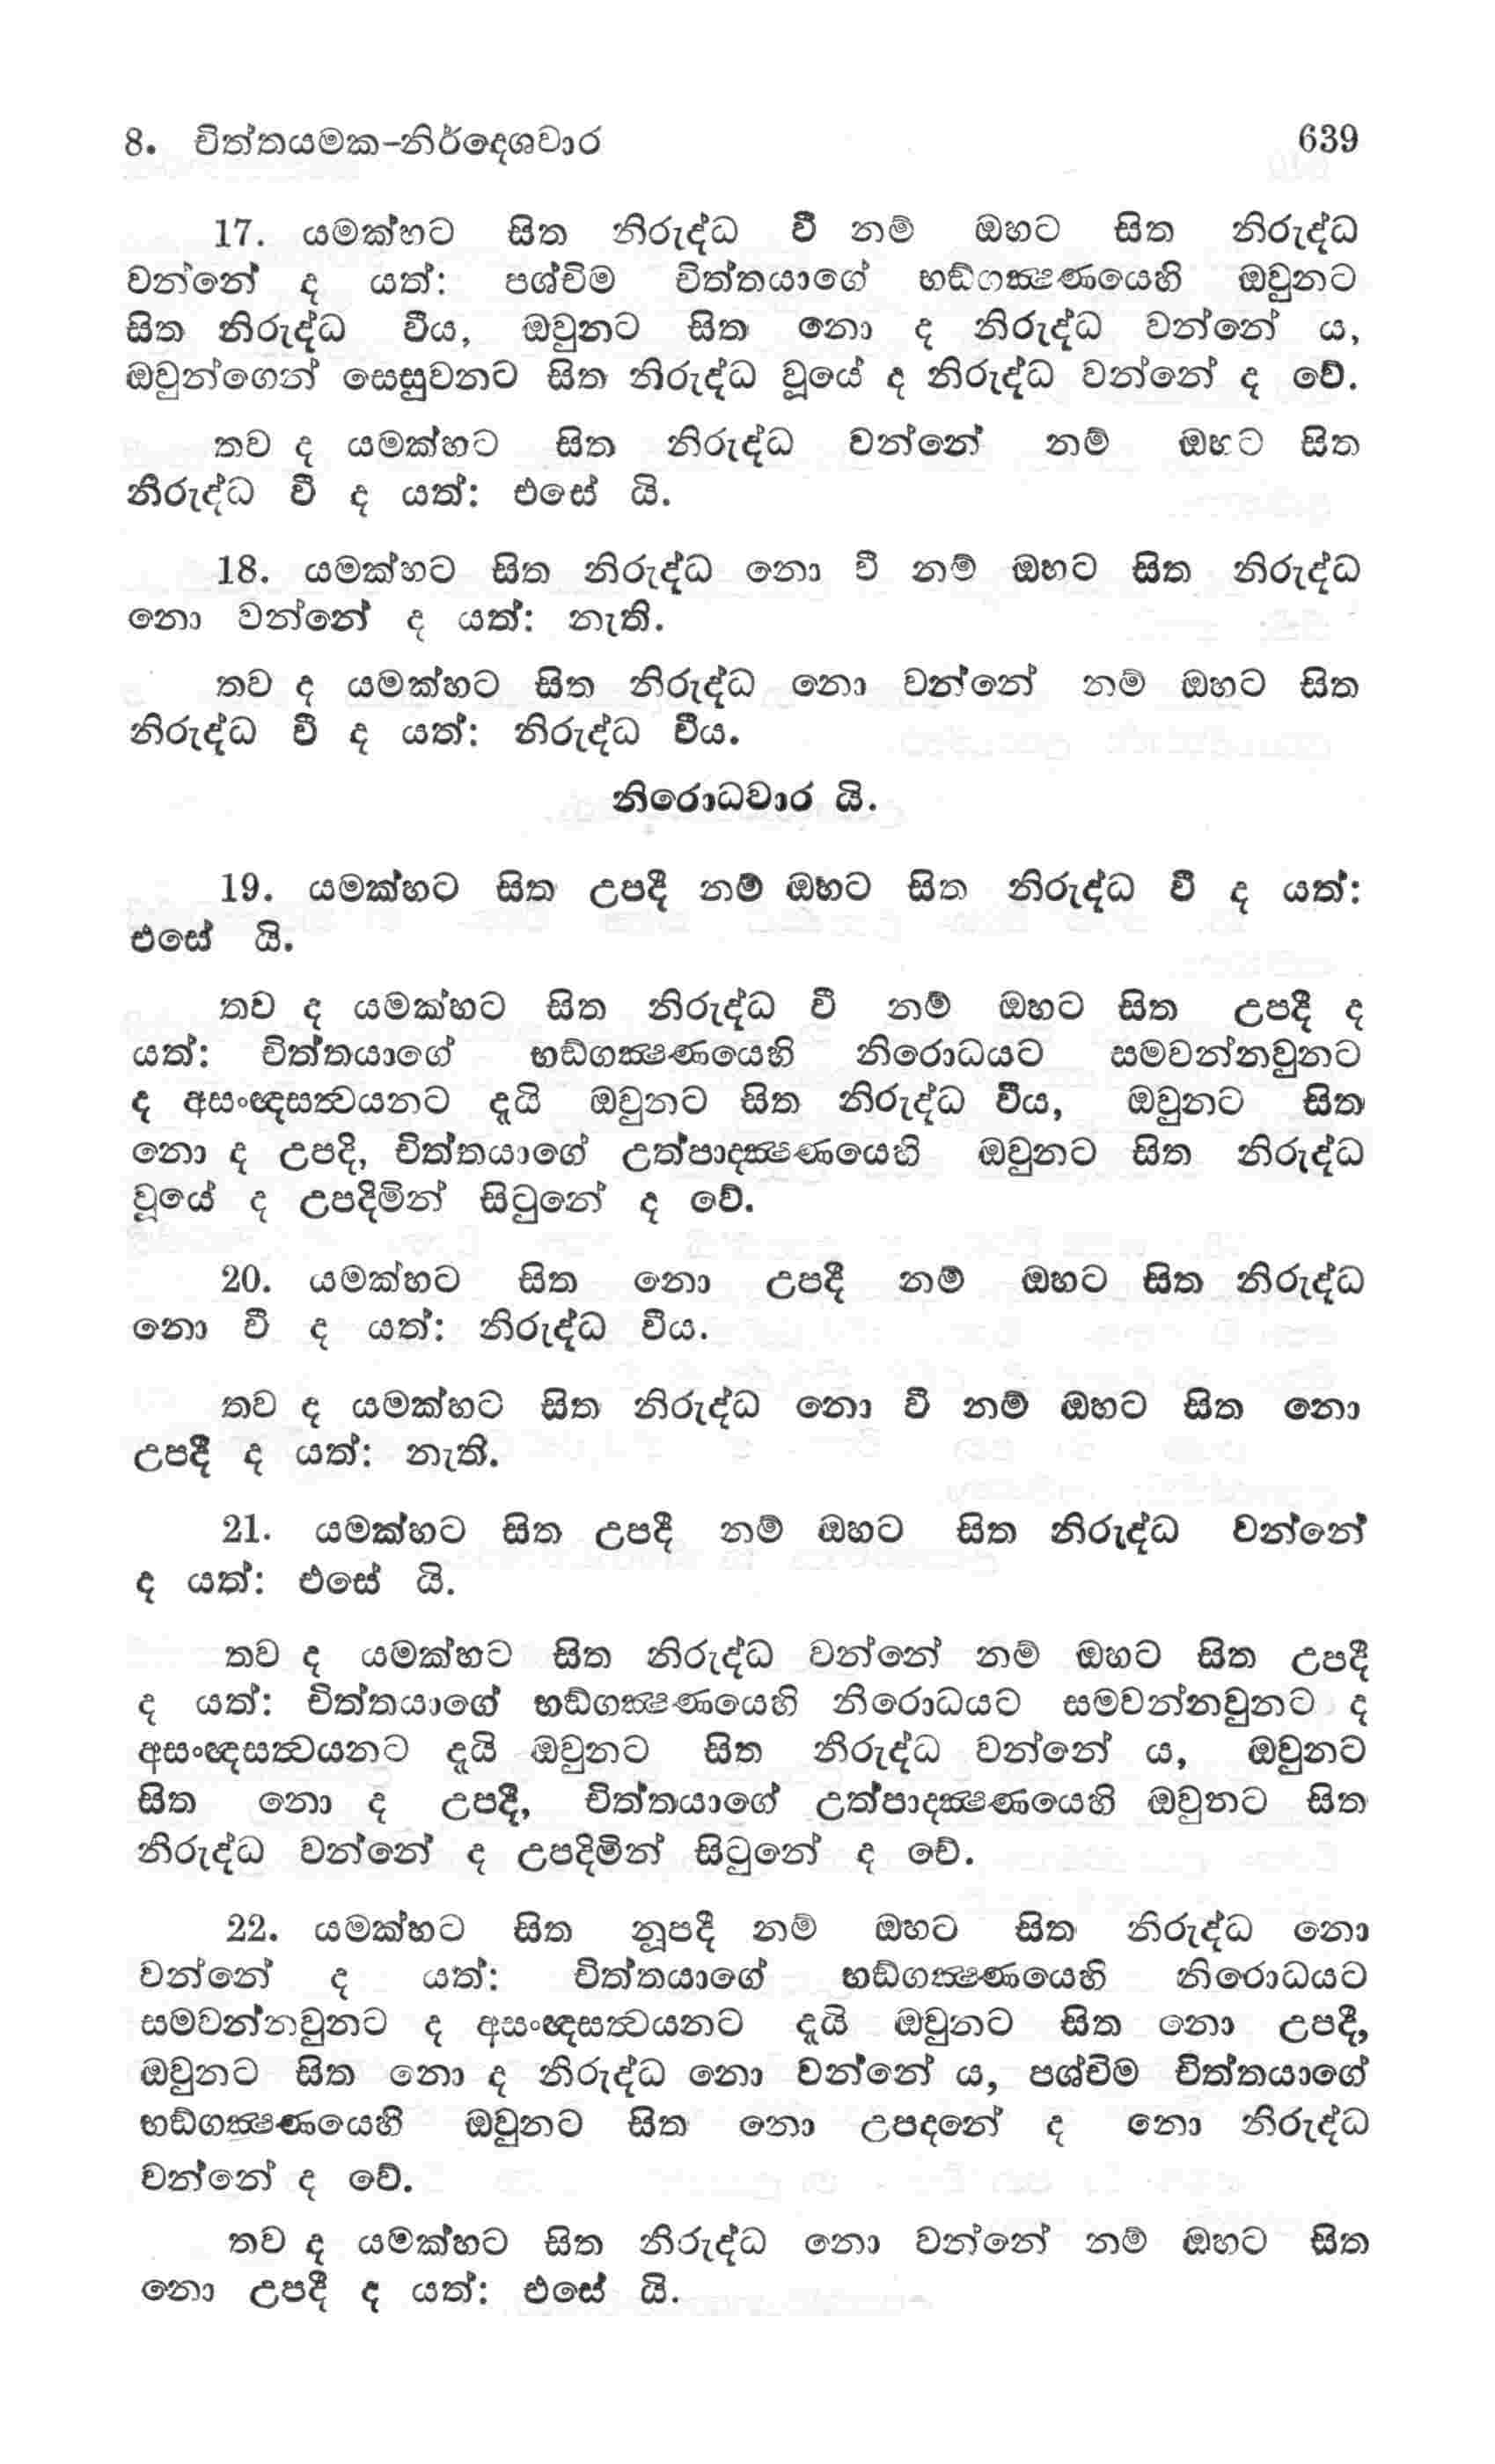 8. චිත්තයමක-නිර්දෙශවාර 639
17. යමක්හට සිත නිරුද්ධ වී නම් ඔහට සිත නිරුද්ධ
වන්නේ ද යත්: පශ්චිම චිත්තයාගේ භඞ්ගක්‍ෂණයෙහි ඔවුනට
සිත නිරුද්ධ වීය, ඔවුනට සිත නො ද නිරුද්ධ වන්නේ ය,
ඔවුන්ගෙන් සෙසුවනට සිත නිරුද්ධ වූයේ ද නිරුද්ධ වන්නේ ද වේ.
තව ද යමක්හට සිත නිරුද්ධ වන්නේ නම් ඔහට සිත
නිරුද්ධ වී ද යත්: එසේ යි.
18. යමක්හට සිත නිරුද්ධ නො වී නම් ඔහට සිත නිරුද්ධ
නො වන්නේ ද යත්: නැති.
තව ද යමක්හට සිත නිරුද්ධ නො වන්නේ නම් ඔහට සිත
නිරුද්ධ වී ද යත්: නිරුද්ධ වීය.
නිරොධවාර යි.
19. යමක්හට සිත උපදී නම් ඔහට සිත නිරුද්ධ වී ද යත්:
එසේ යි.
තව ද යමක්හට සිත නිරුද්ධ වී නම් ඔහට සිත උපදී ද
යත්: චිත්තයාගේ භඞ්ගක්‍ෂණයෙහි නිරොධයට සමවන්නවුනට
ද අසංඥසත්‍වයනට දැයි ඔවුනට සිත නිරුද්ධ වීය, ඔවුනට සිත
නො ද උපදි, චිත්තයාගේ උත්පාදක්‍ෂණයෙහි ඔවුනට සිත නිරුද්ධ
වූයේ ද උපදිමින් සිටුනේ ද වේ.
20. යමක්හට සිත නො උපදී නම් ඔහට සිත නිරුද්ධ
නො වී ද යත්: නිරුද්ධ වීය.
තව ද යමක්හට සිත නිරුද්ධ නො වී නම් ඔහට සිත නො
උපදී ද යත්: නැති.
21. යමක්හට සිත උපදී නම් ඔහට සිත නිරුද්ධ වන්නේ
ද යත්: එසේ යි.
තව ද යමක්හට සිත නිරුද්ධ වන්නේ නම් ඔහට සිත උපදී
ද යත්: චිත්තයාගේ භඞ්ගක්‍ෂණයෙහි නිරොධයට සමවන්නවුනට ද
අසංඥසත්‍වයනට දැයි ඔවුනට සිත නිරුද්ධ වන්නේ ය, ඔවුනට
සිත නො ද උපදී, චිත්තයාගේ උත්පාදක්‍ෂණයෙහි ඔවුනට සිත
නිරුද්ධ වන්නේ ද උපදිමින් සිටුනේ ද වේ.
22. යමක්හට සිත නූපදී නම් ඔහට සිත නිරුද්ධ නො
වන්නේ ද යත්: චිත්තයාගේ භඞ්ගක්‍ෂණයෙහි නිරොධයට
සමවන්නවුනට ද අසංඥසත්‍වයනට දැයි ඔවුනට සිත නො උපදී,
ඔවුනට සිත නො ද නිරුද්ධ නො වන්නේ ය, පශ්චිම චිත්තයාගේ
භඞ්ගක්‍ෂණයෙහි ඔවුනට සිත නො උපදනේ ද නො නිරුද්ධ
වන්නේ ද වේ.
තව ද යමක්හට සිත නිරුද්ධ නො වන්නේ නම් ඔහට සිත
නො උපදී ද යත්: එසේ යි.